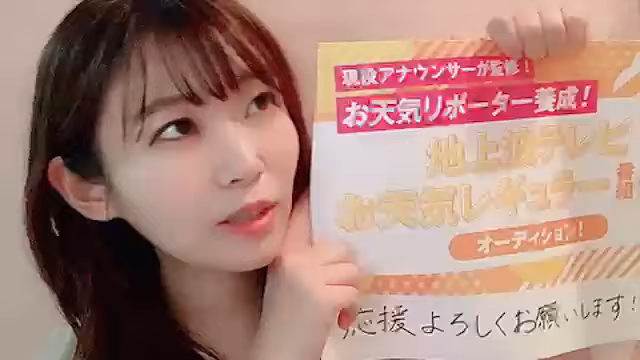 現役アナウンサーが監修!
お天気リポーター養成!
地上波テレビ
お天気レギュラー
オーディション!
応援よろしくお願いします!